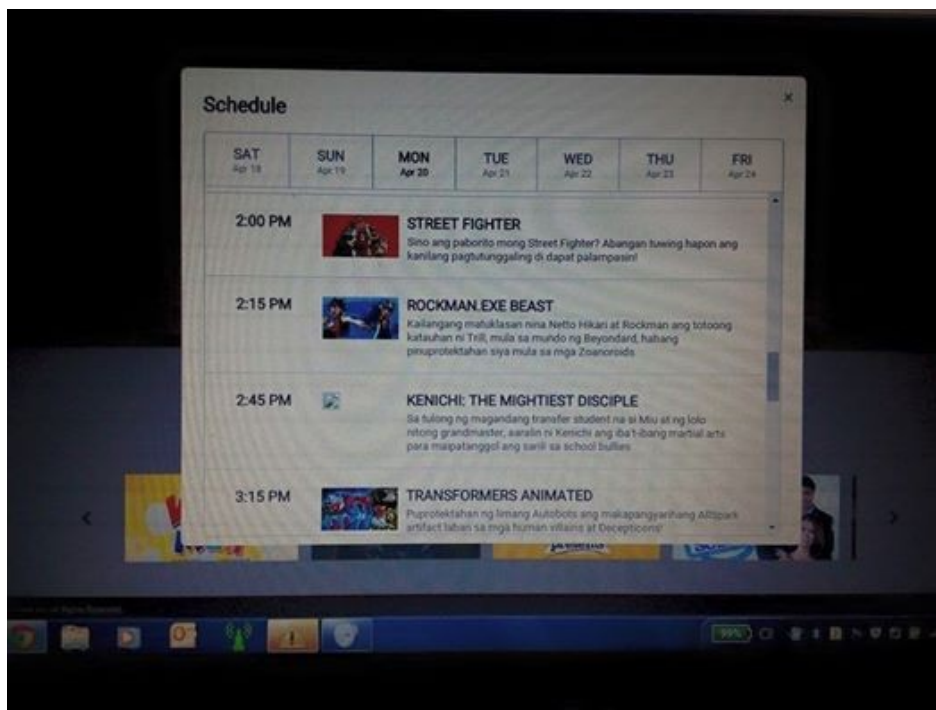 Schedule
×
SAT
Apr 18
SUN
Apr 19
MON
Apr 20
TUE
Apr 21
WED
Apr 22
THU
Apr 23
FRI
Apr 24
2:00 PM
STREET FIGHTER
Sino ang paborito mong Street Fighter? Abangan tuwing hapon ang
kanilang pagtutunggaling di dapat palampasin!
2:15 PM
ROCKMAN.EXE BEAST
Kailangang matuklasan nina Netto Hikari at Rockman ang totoong
katauhan ni Trill, mula sa mundo ng Beyondard, habang
pinuprotektahan siya mula sa mga Zoanoroids
2:45 PM
KENICHI: THE MIGHTIEST DISCIPLE
Sa tulong ng magandang transfer student na si Miu at ng lolo
nitong grandmaster, aaralin ni Kenichi ang iba't-ibang martial arts
para maipatanggol ang sarili sa school bullies
3:15 PM
TRANSFORMERS ANIMATED
Puprotektahan ng limang Autobots ang makapangyarihang AllSpark
artifact laban sa mga human villains at Decepticons!
presents
All Rights Reserved
99%